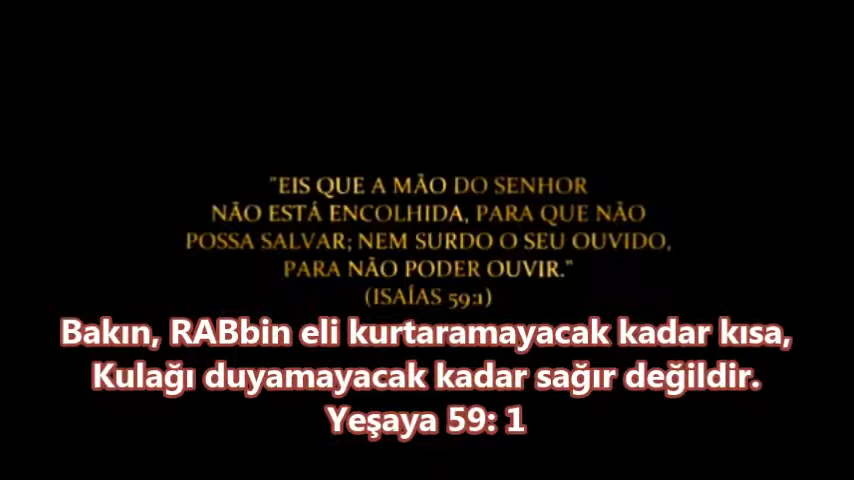 "EIS QUE A MÃO DO SENHOR
NÃO ESTÁ ENCOLHIDA, PARA QUE NÃO
POSSA SALVAR; NEM SURDO O SEU OUVIDO,
PARA NÃO PODER OUVIR."
(ISAÍAS 59:1)
Bakın, RABbin eli kurtaramayacak kadar kısa,
Kulağı duyamayacak kadar sağır değildir.
Yeşaya 59: 1